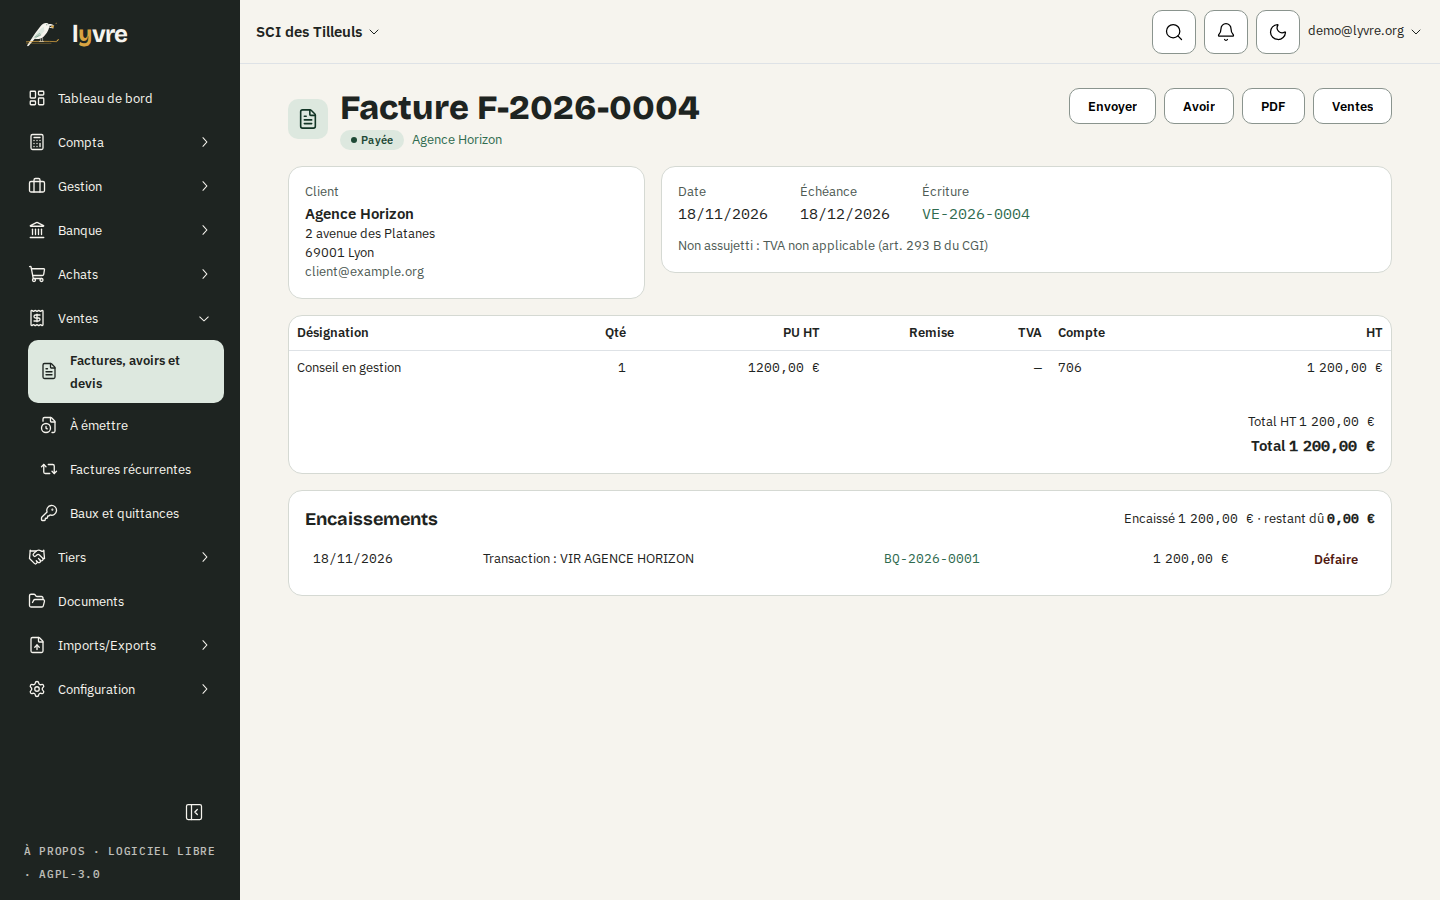 lyvre
SCI des Tilleuls
demo@lyvre.org
Tableau de bord
Compta
Gestion
Banque
Achats
Ventes
Factures, avoirs et
devis
À émettre
Factures récurrentes
Baux et quittances
Tiers
Documents
Imports/Exports
Configuration
À PROPOS · LOGICIEL LIBRE
· AGPL-3.0
Facture F-2026-0004
Payée Agence Horizon
Envoyer Avoir PDF Ventes
Client
Agence Horizon
2 avenue des Platanes
69001 Lyon
client@example.org
Date Échéance Écriture
18/11/2026 18/12/2026 VE-2026-0004
Non assujetti : TVA non applicable (art. 293 B du CGI)
Désignation Qté PU HT Remise TVA Compte HT
Conseil en gestion 1 1200,00 € — 706 1 200,00 €
Total HT 1 200,00 €
Total 1 200,00 €
Encaissements
Encaissé 1 200,00 € · restant dû 0,00 €
18/11/2026 Transaction : VIR AGENCE HORIZON BQ-2026-0001 1 200,00 € Défaire